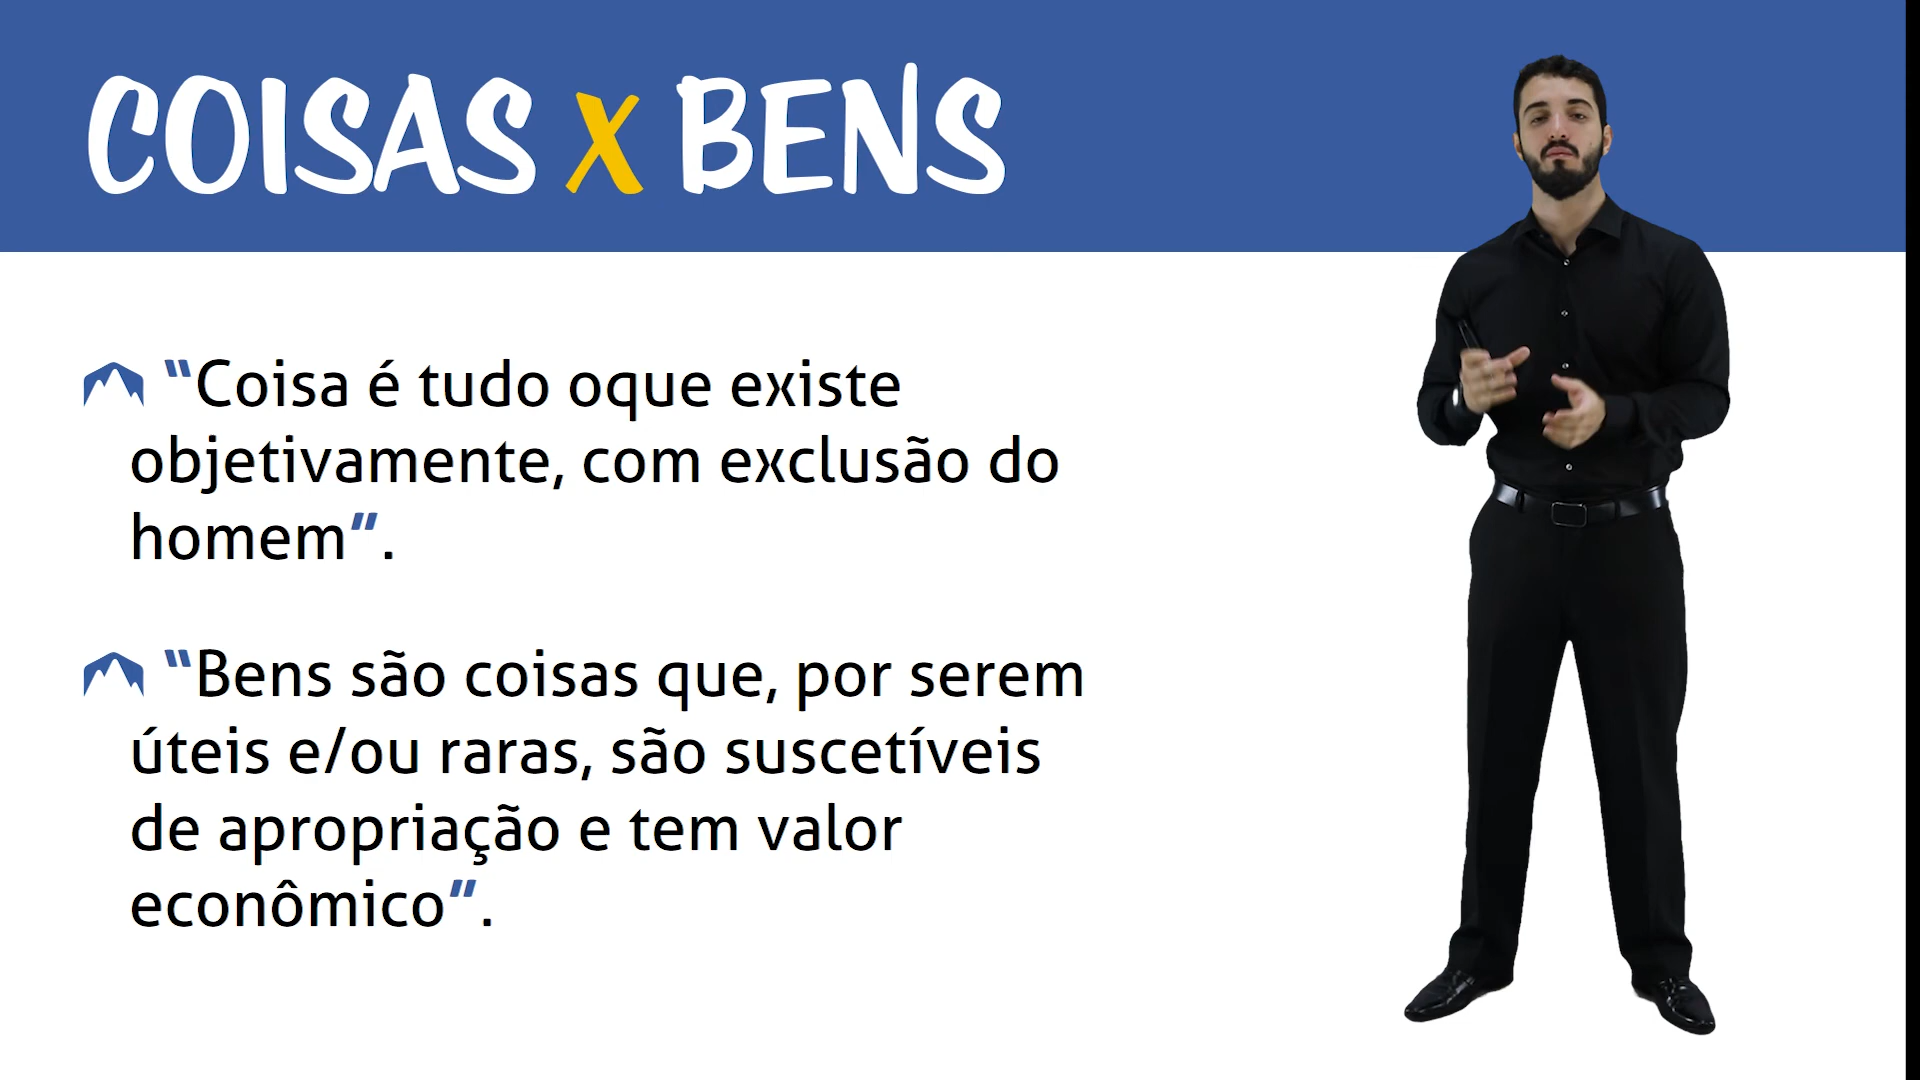 COISAS x BENS
“Coisa é tudo oque existe
objetivamente, com exclusão do
homem”.
“Bens são coisas que, por serem
úteis e/ou raras, são suscetíveis
de apropriação e tem valor
econômico”.